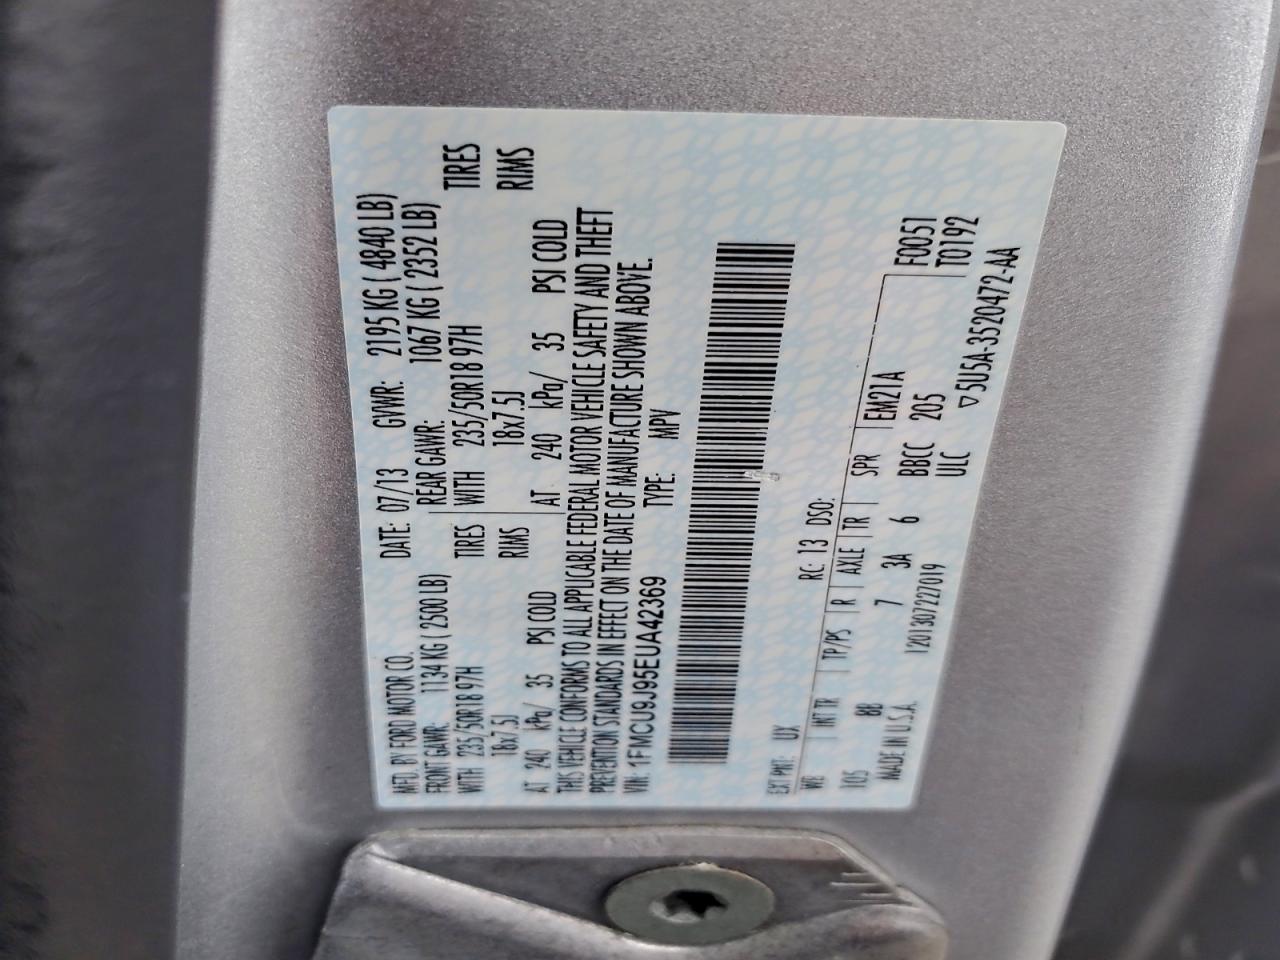 MFD. BY FORD MOTOR CO. DATE: 07/13 GVWR: 2195 KG ( 4840 LB)
FRONT GAWR: 1134 KG ( 2500 LB) REAR GAWR: 1067 KG ( 2352 LB)
WITH 235/50R18 97H TIRES WITH 235/50R18 97H TIRES
18x7.5J RIMS 18x7.5J RIMS
AT 240 kPa/ 35 PSI COLD AT 240 kPa/ 35 PSI COLD
THIS VEHICLE CONFORMS TO ALL APPLICABLE FEDERAL MOTOR VEHICLE SAFETY AND THEFT
PREVENTION STANDARDS IN EFFECT ON THE DATE OF MANUFACTURE SHOWN ABOVE.
VIN: 1FMCU9J95EUA42369 TYPE: MPV
EXT PNT: UX RC: 13 DSO:
WB INT TR TP/PS R AXLE TR SPR EM21A F0051
105 8B 7 3A 6 BBCC 205 T0192
MADE IN U.S.A. 1201307227019 ULC ▽5U5A-3520472-AA